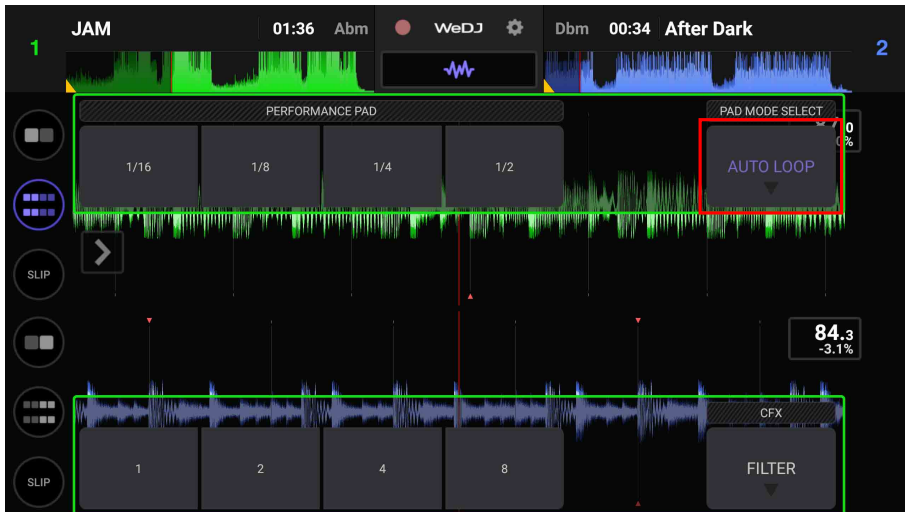 1 JAM 01:36 Abm WeDJ Dbm 00:34 After Dark 2
PERFORMANCE PAD PAD MODE SELECT
1/16 1/8 1/4 1/2 AUTO LOOP
SLIP
84.3
-3.1%
CFX
1 2 4 8 FILTER
SLIP